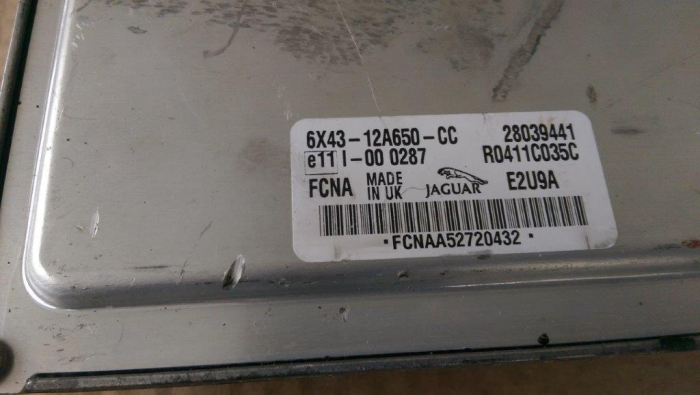 6X43-12A650-CC 28039441
e11 I-00 0287 R0411C035C
FCNA MADE IN UK JAGUAR E2U9A
*FCNAA52720432*